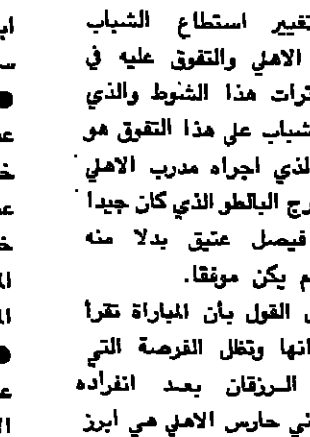 تغيير استطاع الشباب
الاهلي والتفوق عليه في
ترات هذا الشوط والذي
شباب على هذا التفوق هو
لذي اجراه مدرب الاهلي
رج البالطو الذي كان جيدا
فيصل عتيق بدلا منه
م يكن موفقا.
القول بأن المباراة تقرأ
انها وتظل الفرصة التي
الرزقان بعد انفراده
ني حارس الاهلي هي ابرز